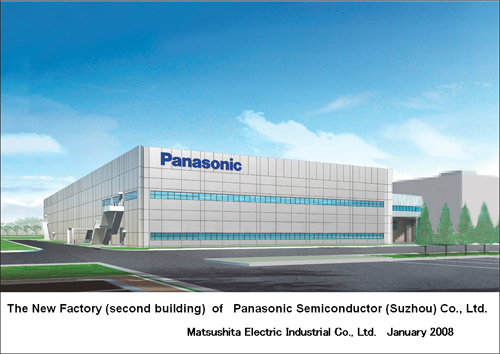 Panasonic
The New Factory (second building) of Panasonic Semiconductor (Suzhou) Co., Ltd.
Matsushita Electric Industrial Co., Ltd. January 2008